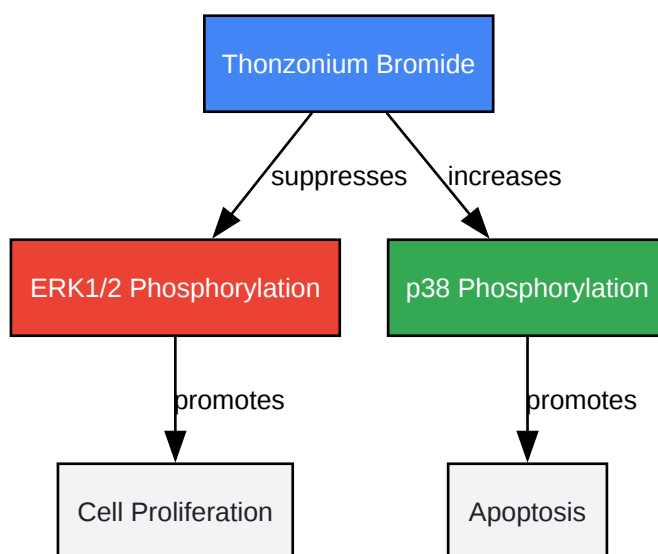 Thonzonium Bromide
suppresses
increases
ERK1/2 Phosphorylation
p38 Phosphorylation
promotes
promotes
Cell Proliferation
Apoptosis